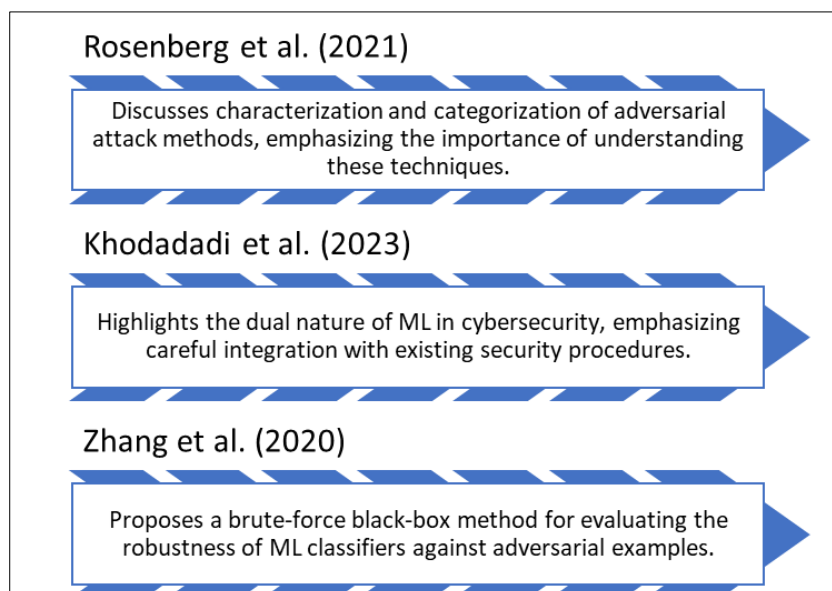 Rosenberg et al. (2021)
Discusses characterization and categorization of adversarial
attack methods, emphasizing the importance of understanding
these techniques.
Khodadadi et al. (2023)
Highlights the dual nature of ML in cybersecurity, emphasizing
careful integration with existing security procedures.
Zhang et al. (2020)
Proposes a brute-force black-box method for evaluating the
robustness of ML classifiers against adversarial examples.